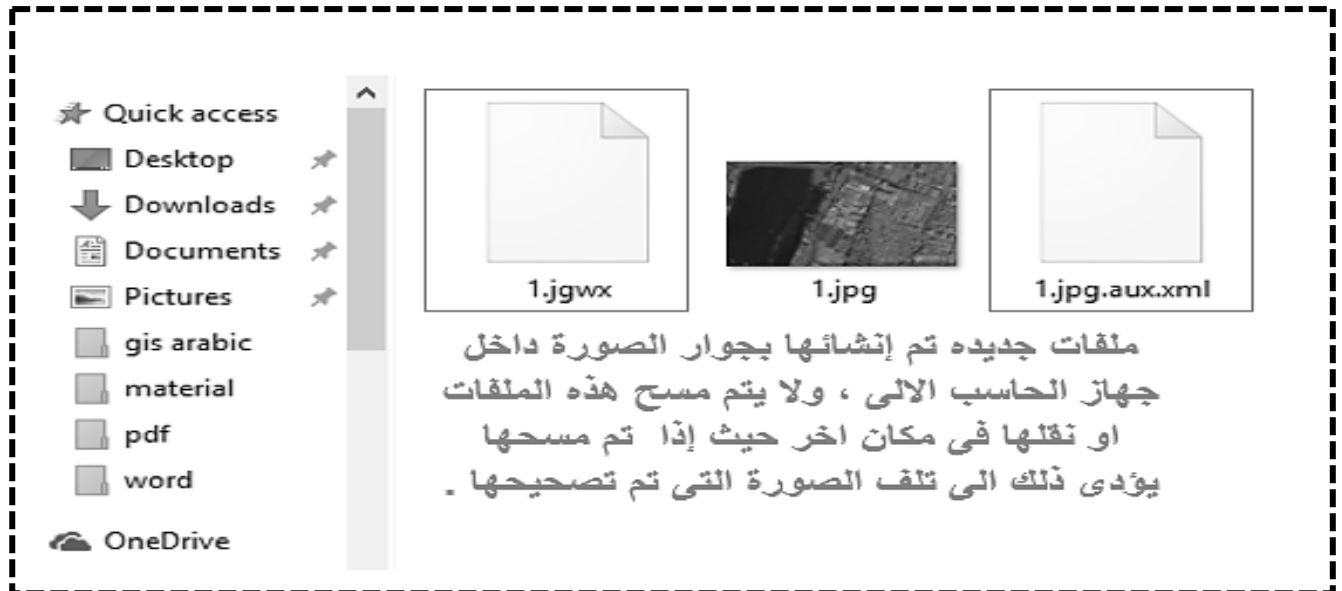 Quick access
Desktop
Downloads
Documents
Pictures
gis arabic
material
pdf
word
OneDrive
1.jgwx
1.jpg
1.jpg.aux.xml
ملفات جديده تم إنشائها بجوار الصورة داخل
جهاز الحاسب الالى ، ولا يتم مسح هذه الملفات
او نقلها فى مكان اخر حيث إذا تم مسحها
يؤدى ذلك الى تلف الصورة التى تم تصحيحها .